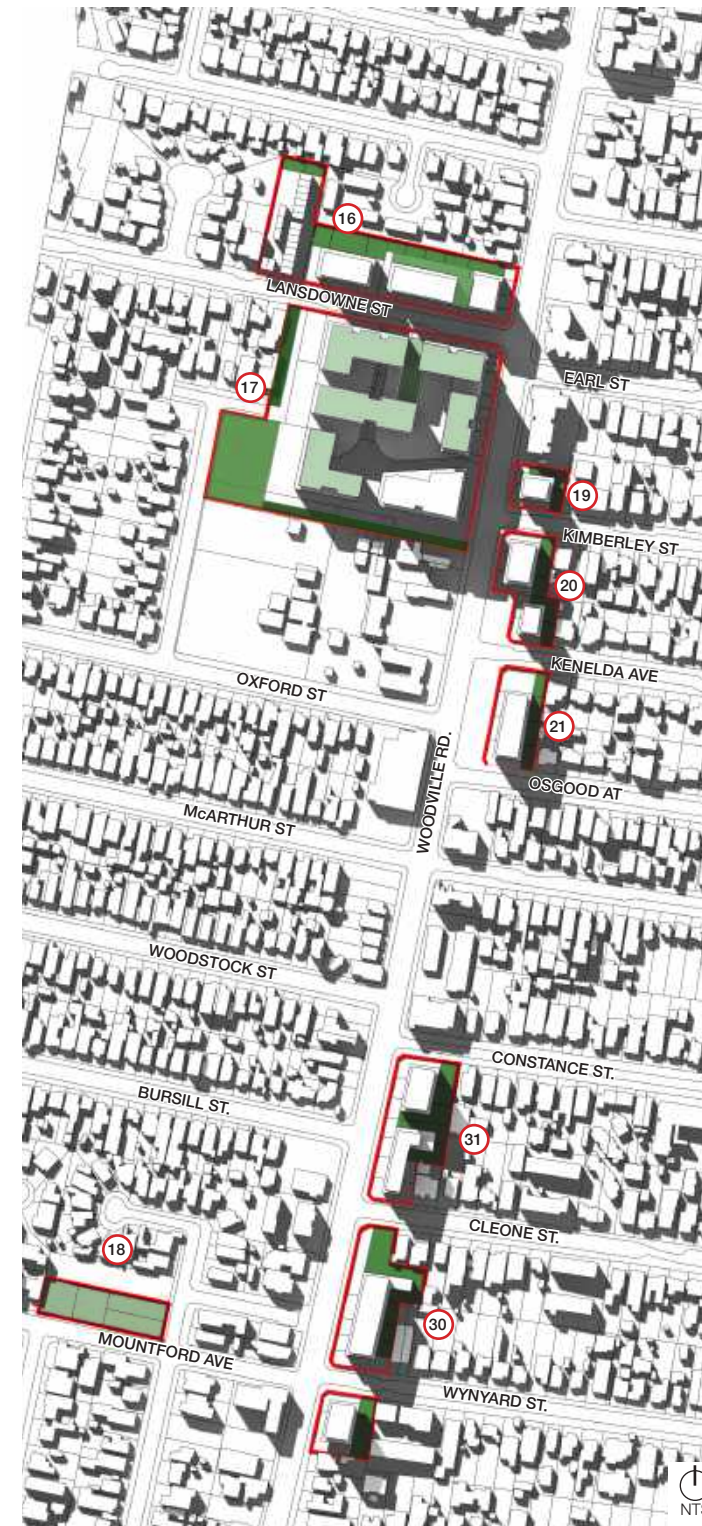 16
LANSDOWNE ST
EARL ST
17
19
KIMBERLEY ST
20
KENELDA AVE
OXFORD ST
21
WOODVILLE RD.
OSGOOD AT
McARTHUR ST
WOODSTOCK ST
CONSTANCE ST.
BURSILL ST.
31
CLEONE ST.
18
30
MOUNTFORD AVE
WYNYARD ST.